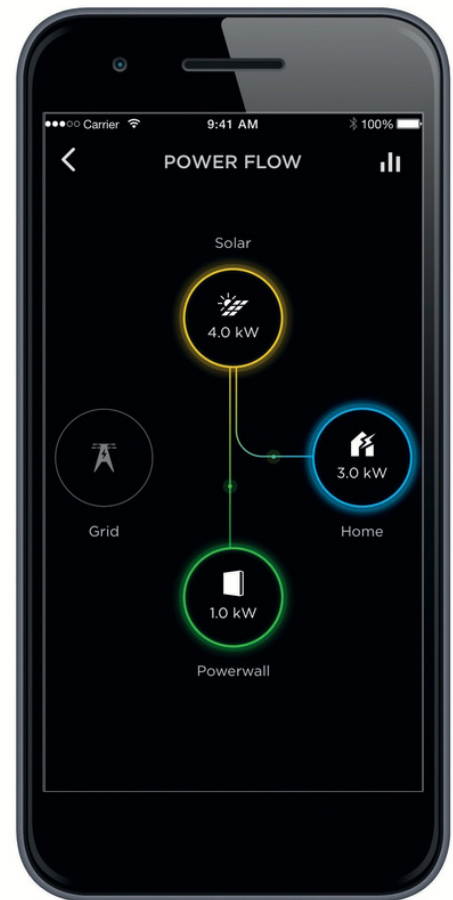 Carrier 9:41 AM 100%
POWER FLOW
Solar
4.0 kW
3.0 kW
Grid
Home
1.0 kW
Powerwall